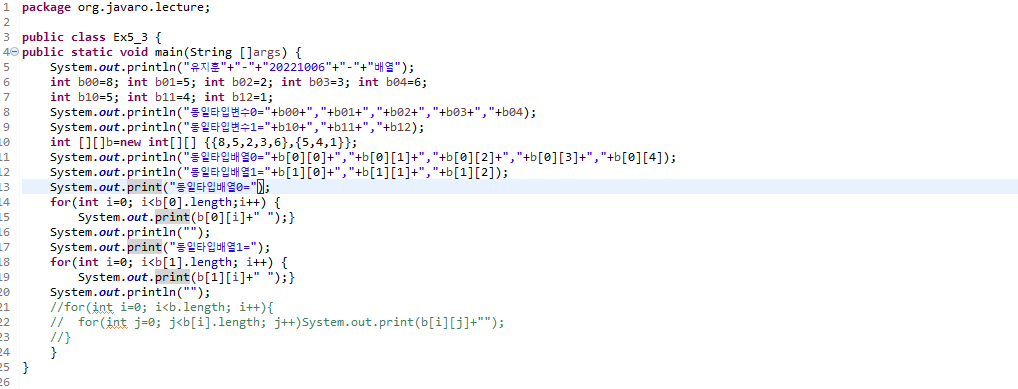 1 package org.javaro.lecture;
2
3 public class Ex5_3 {
4 public static void main(String []args) {
5 System.out.println("유지훈"+"-"+"20221006"+"-"+"배열");
6 int b00=8; int b01=5; int b02=2; int b03=3; int b04=6;
7 int b10=5; int b11=4; int b12=1;
8 System.out.println("동일타입변수0="+b00+","+b01+","+b02+","+b03+","+b04);
9 System.out.println("동일타입변수1="+b10+","+b11+","+b12);
10 int [][]b=new int[][] {{8,5,2,3,6},{5,4,1}};
11 System.out.println("동일타입배열0="+b[0][0]+","+b[0][1]+","+b[0][2]+","+b[0][3]+","+b[0][4]);
12 System.out.println("동일타입배열1="+b[1][0]+","+b[1][1]+","+b[1][2]);
13 System.out.print("동일타입배열0=");
14 for(int i=0; i<b[0].length;i++) {
15 System.out.print(b[0][i]+" ");}
16 System.out.println("");
17 System.out.print("동일타입배열1=");
18 for(int i=0; i<b[1].length; i++) {
19 System.out.print(b[1][i]+" ");}
20 System.out.println("");
21 //for(int i=0; i<b.length; i++){
22 //  for(int j=0; j<b[i].length; j++)System.out.print(b[i][j]+"");
23 //}
24 }
25 }
26